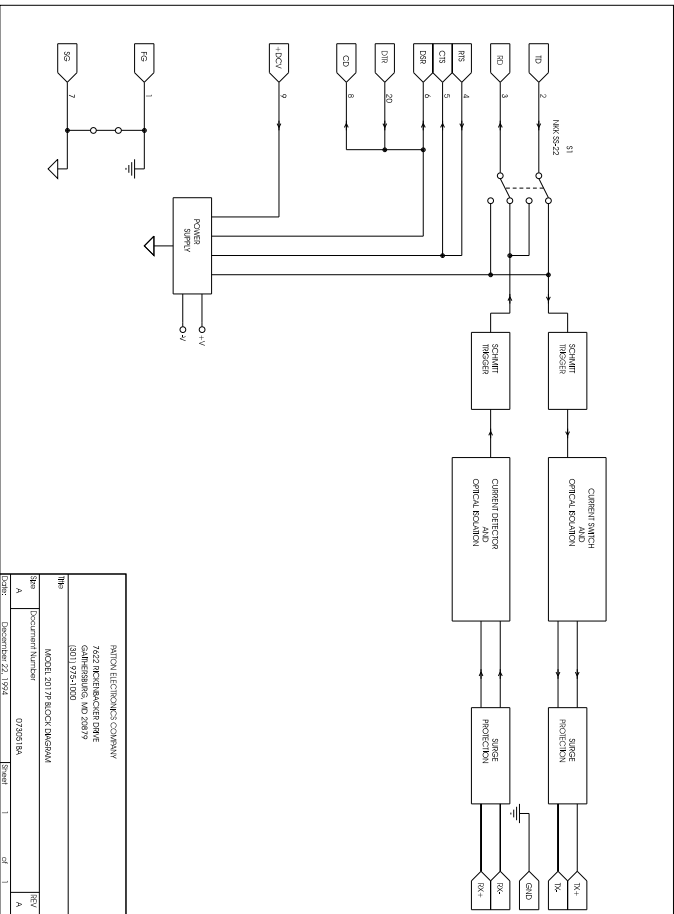 TD
2
RD
3
RTS
4
CTS
5
DSR
6
DTR
20
CD
8
+DCV
9
FG
1
SG
7
S1
NKK SS-22
SCHMITT
TRIGGER
CURRENT SWITCH
AND
OPTICAL ISOLATION
SURGE
PROTECTION
TX+
TX-
GND
SCHMITT
TRIGGER
CURRENT DETECTOR
AND
OPTICAL ISOLATION
SURGE
PROTECTION
RX-
RX+
POWER
SUPPLY
+V
-V
PATTON ELECTRONICS COMPANY
7622 RICKENBACKER DRIVE
GAITHERSBURG, MD 20879
(301) 975-1000
Title
MODEL 2017P BLOCK DIAGRAM
Size Document Number REV
A 073051BA A
Date: December 22, 1994 Sheet 1 of 1